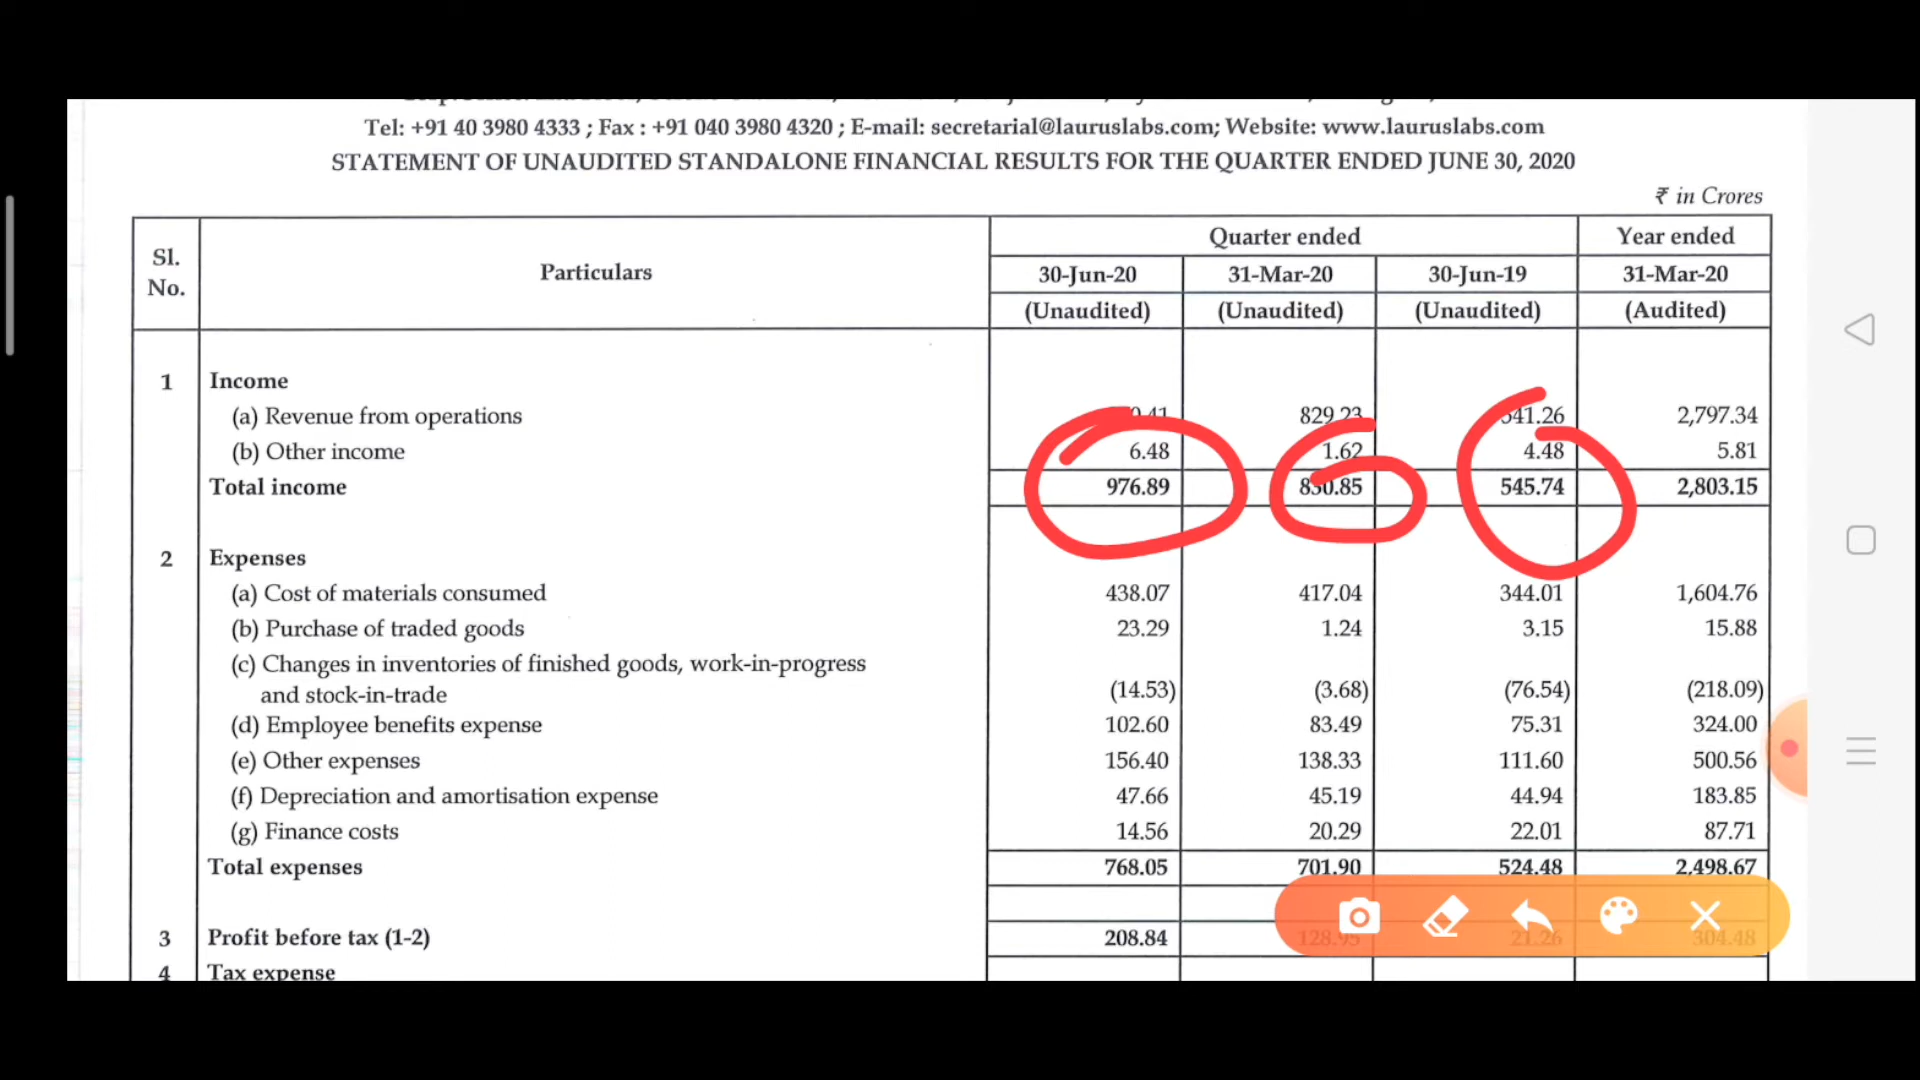 Tel: +91 40 3980 4333 ; Fax : +91 040 3980 4320 ; E-mail: secretarial@lauruslabs.com; Website: www.lauruslabs.com
STATEMENT OF UNAUDITED STANDALONE FINANCIAL RESULTS FOR THE QUARTER ENDED JUNE 30, 2020
₹ in Crores
Sl. No. Particulars Quarter ended Year ended
30-Jun-20 31-Mar-20 30-Jun-19 31-Mar-20
(Unaudited) (Unaudited) (Unaudited) (Audited)
1 Income
(a) Revenue from operations 829.23 541.26 2,797.34
(b) Other income 6.48 1.62 4.48 5.81
Total income 976.89 830.85 545.74 2,803.15
2 Expenses
(a) Cost of materials consumed 438.07 417.04 344.01 1,604.76
(b) Purchase of traded goods 23.29 1.24 3.15 15.88
(c) Changes in inventories of finished goods, work-in-progress
and stock-in-trade (14.53) (3.68) (76.54) (218.09)
(d) Employee benefits expense 102.60 83.49 75.31 324.00
(e) Other expenses 156.40 138.33 111.60 500.56
(f) Depreciation and amortisation expense 47.66 45.19 44.94 183.85
(g) Finance costs 14.56 20.29 22.01 87.71
Total expenses 768.05 701.90 524.48 2,498.67
3 Profit before tax (1-2) 208.84 128.95 21.26 304.48
4 Tax expense